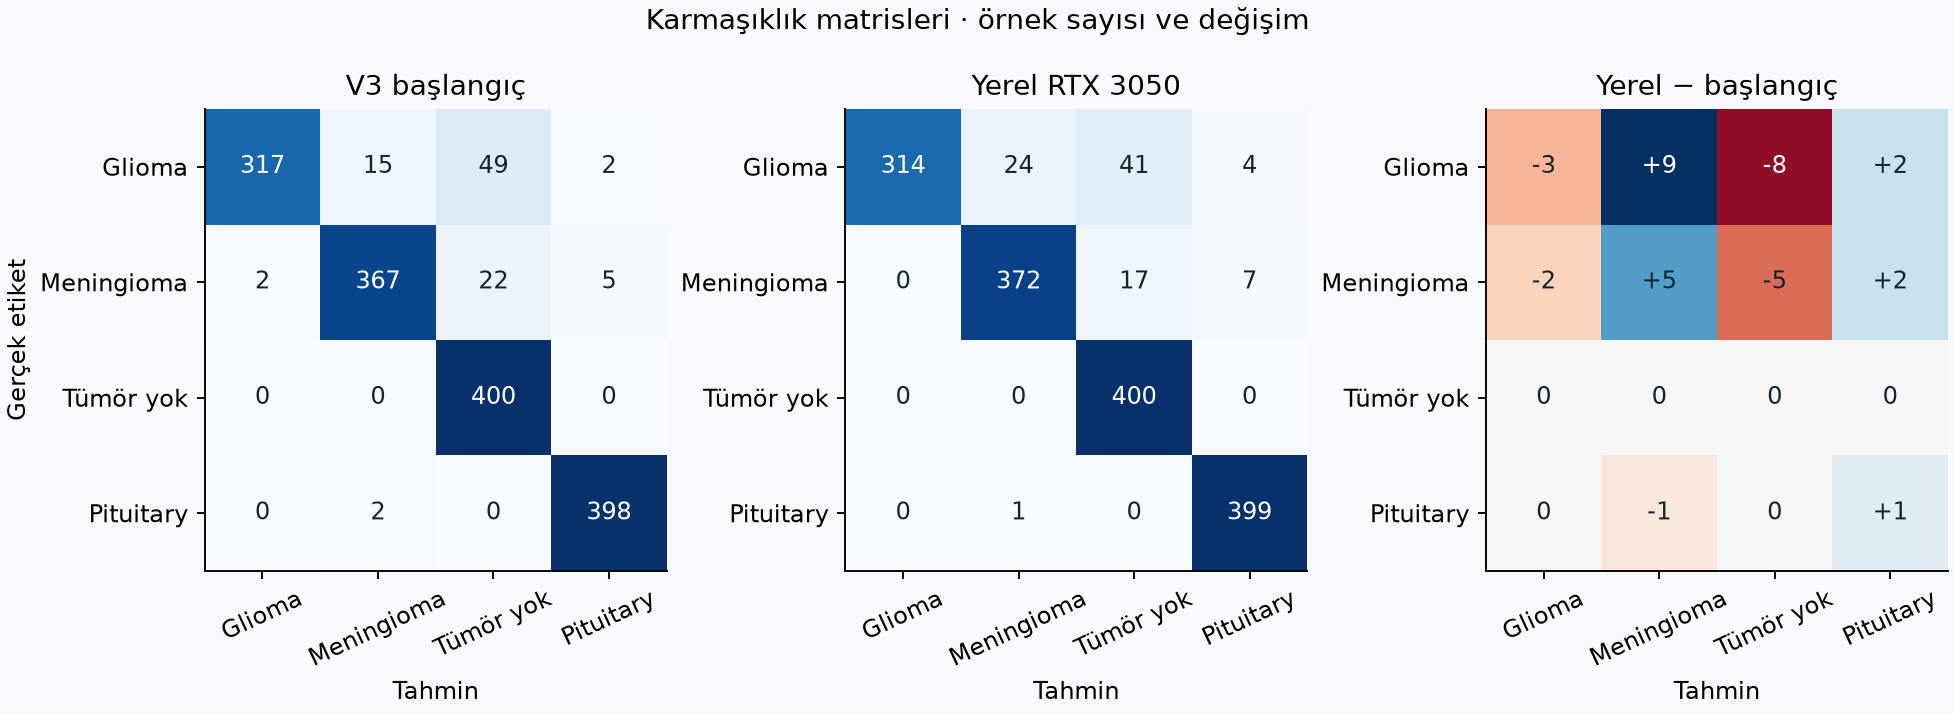 Karmaşıklık matrisleri · örnek sayısı ve değişim
V3 başlangıç
Gerçek etiket
Glioma 317 15 49 2
Meningioma 2 367 22 5
Tümör yok 0 0 400 0
Pituitary 0 2 0 398
Glioma Meningioma Tümör yok Pituitary
Tahmin
Yerel RTX 3050
Glioma 314 24 41 4
Meningioma 0 372 17 7
Tümör yok 0 0 400 0
Pituitary 0 1 0 399
Glioma Meningioma Tümör yok Pituitary
Tahmin
Yerel − başlangıç
Glioma -3 +9 -8 +2
Meningioma -2 +5 -5 +2
Tümör yok 0 0 0 0
Pituitary 0 -1 0 +1
Glioma Meningioma Tümör yok Pituitary
Tahmin